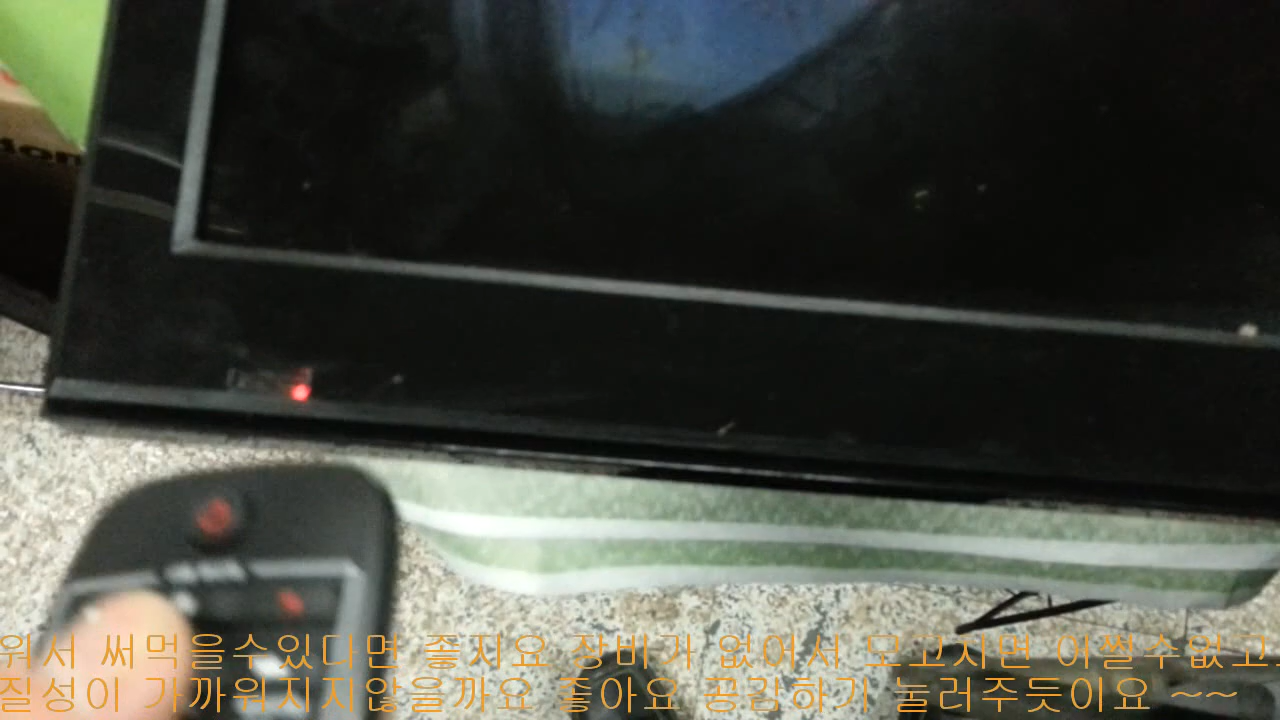 워서 써먹을수있다면 좋지요 장비가 없어서 모고치면 어쩔수없고
질성이 가까워지지않을까요 좋아요 공감하기 눌러주듯이요 ~~